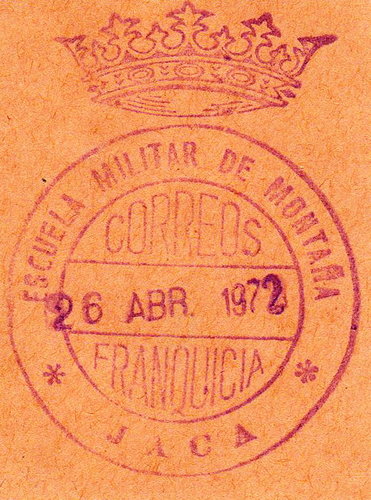 ESCUELA MILITAR DE MONTAÑA
CORREOS
26 ABR. 1972
FRANQUICIA
* JACA *